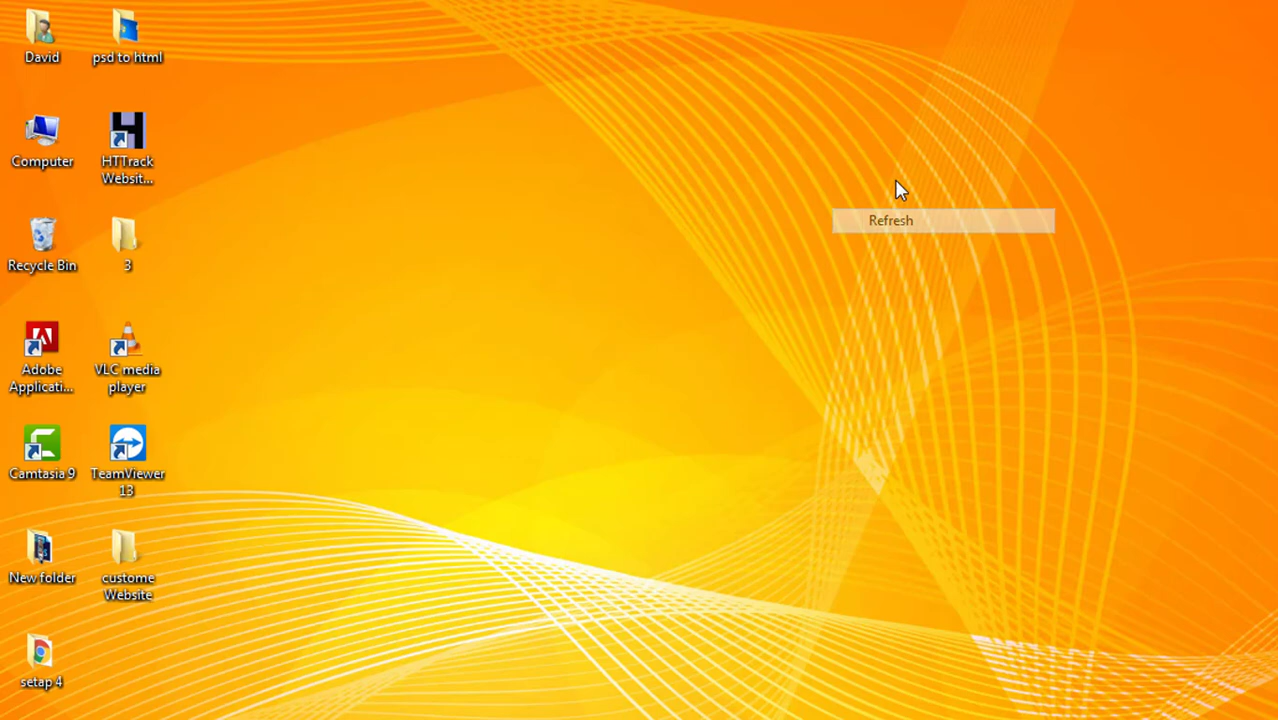 David
psd to html
Computer
HTTrack
Websit...
Recycle Bin
3
Adobe
Applicati...
VLC media
player
Camtasia 9
TeamViewer
13
New folder
custome
Website
setap 4
Refresh